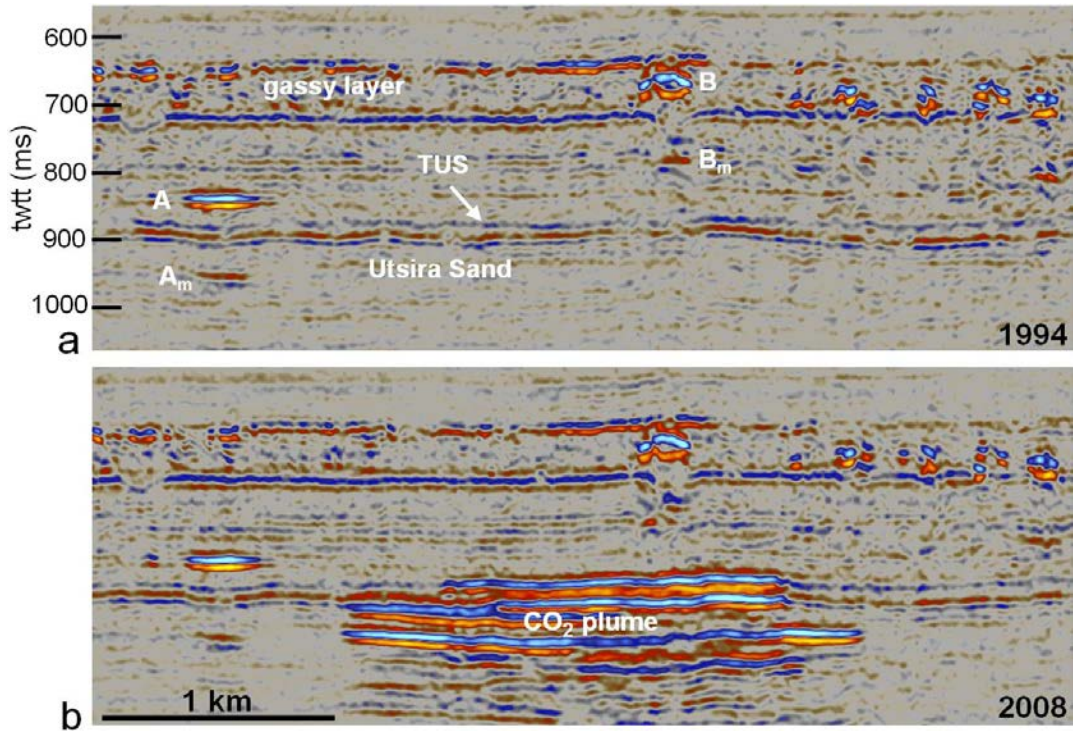 600
gassy layer
B
700
twtt (ms)
TUS
Bm
800
A
900
Utsira Sand
Am
1000
a
1994
CO2 plume
1 km
b
2008